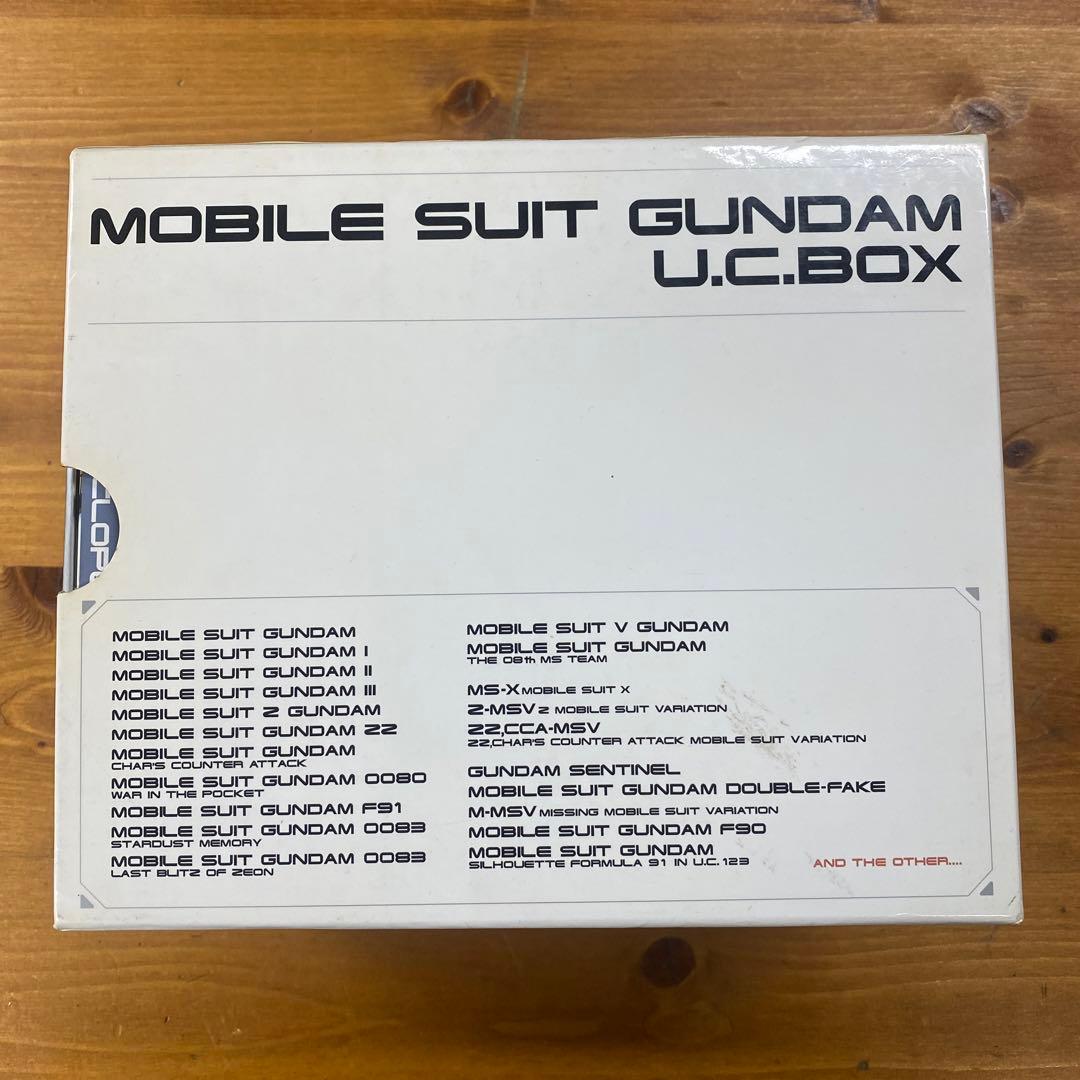 MOBILE SUIT GUNDAM
U.C.BOX
MOBILE SUIT GUNDAM
MOBILE SUIT GUNDAM I
MOBILE SUIT GUNDAM II
MOBILE SUIT GUNDAM III
MOBILE SUIT Z GUNDAM
MOBILE SUIT GUNDAM ZZ
MOBILE SUIT GUNDAM
CHAR'S COUNTER ATTACK
MOBILE SUIT GUNDAM 0080
WAR IN THE POCKET
MOBILE SUIT GUNDAM F91
MOBILE SUIT GUNDAM 0083
STARDUST MEMORY
MOBILE SUIT GUNDAM 0083
LAST BLITZ OF ZEON
MOBILE SUIT V GUNDAM
MOBILE SUIT GUNDAM
THE 08th MS TEAM
MS-X MOBILE SUIT X
Z-MSV Z MOBILE SUIT VARIATION
ZZ,CCA-MSV
ZZ,CHAR'S COUNTER ATTACK MOBILE SUIT VARIATION
GUNDAM SENTINEL
MOBILE SUIT GUNDAM DOUBLE-FAKE
M-MSV MISSING MOBILE SUIT VARIATION
MOBILE SUIT GUNDAM F90
MOBILE SUIT GUNDAM
SILHOUETTE FORMULA 91 IN U.C.123
AND THE OTHER....